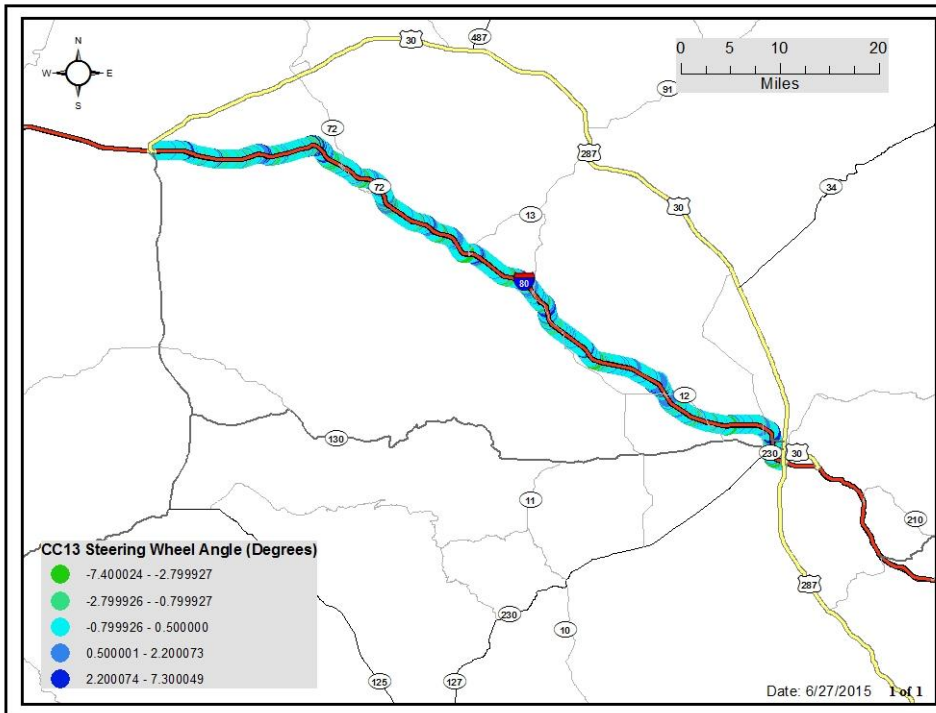 N
W E
S
0 5 10 20
Miles
30
487
91
72
287
34
72
30
13
80
12
130
230
30
11
210
CC13 Steering Wheel Angle (Degrees)
-7.400024 - -2.799927
-2.799926 - -0.799927
-0.799926 - 0.500000
0.500001 - 2.200073
2.200074 - 7.300049
287
230
10
125
127
Date: 6/27/2015 1 of 1